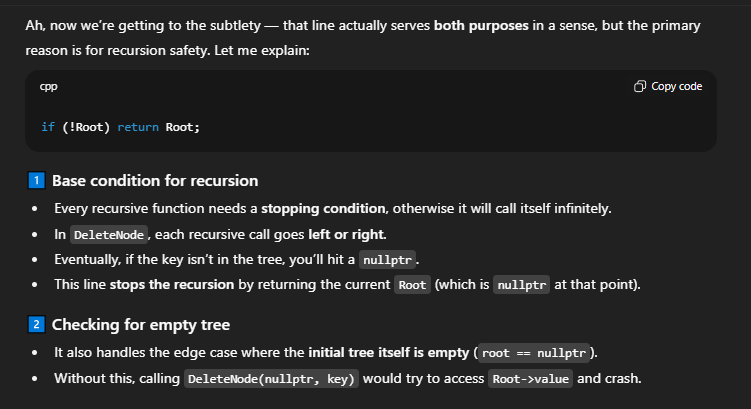 Ah, now we're getting to the subtlety — that line actually serves both purposes in a sense, but the primary
reason is for recursion safety. Let me explain:
cpp
Copy code
if (!Root) return Root;
1 Base condition for recursion
• Every recursive function needs a stopping condition, otherwise it will call itself infinitely.
• In DeleteNode, each recursive call goes left or right.
• Eventually, if the key isn't in the tree, you'll hit a nullptr.
• This line stops the recursion by returning the current Root (which is nullptr at that point).
2 Checking for empty tree
• It also handles the edge case where the initial tree itself is empty (root == nullptr).
• Without this, calling DeleteNode(nullptr, key) would try to access Root->value and crash.